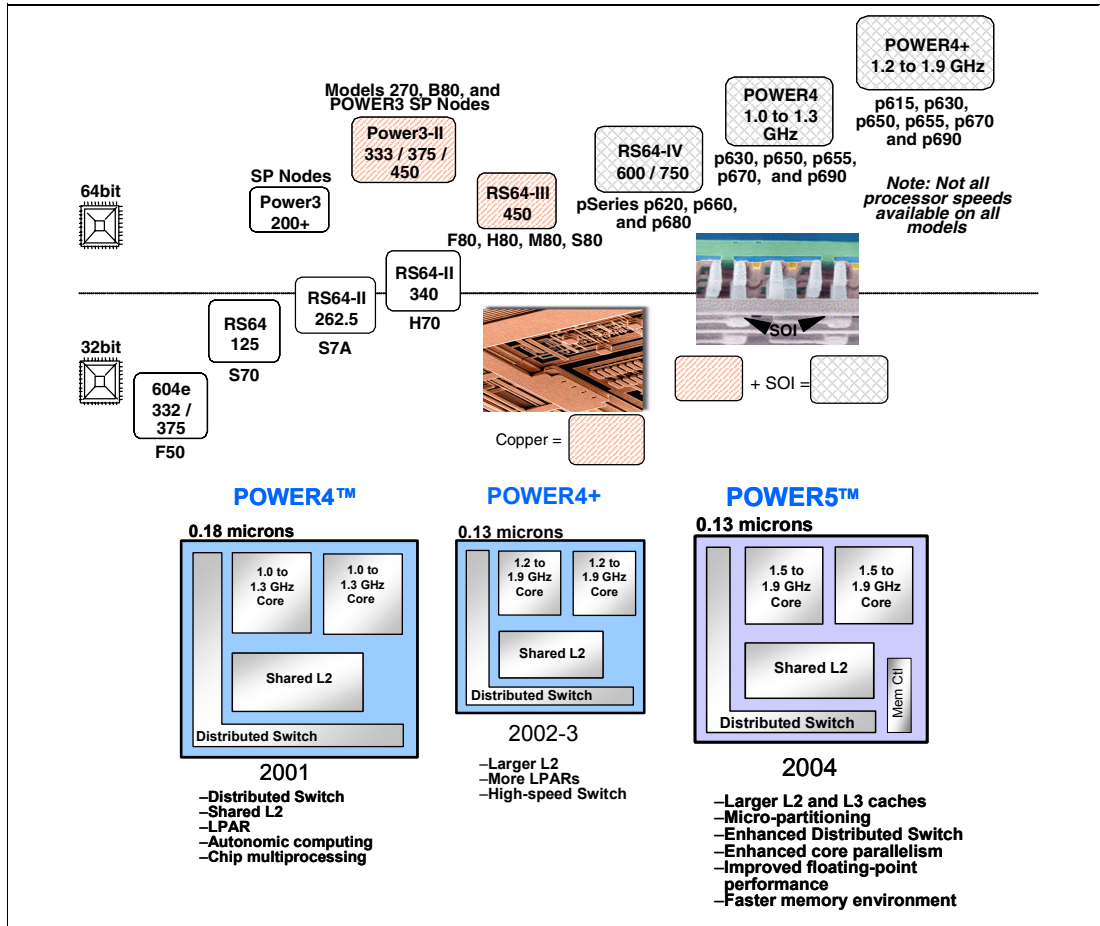 POWER4+
1.2 to 1.9 GHz
p615, p630,
p650, p655, p670
and p690
Note: Not all
processor speeds
available on all
models
POWER4
1.0 to 1.3
GHz
p630, p650, p655,
p670, and p690
Models 270, B80, and
POWER3 SP Nodes
Power3-II
333 / 375 /
450
RS64-IV
600 / 750
pSeries p620, p660,
and p680
SP Nodes
Power3
200+
RS64-III
450
F80, H80, M80, S80
64bit
RS64-II
340
H70
RS64-II
262.5
S7A
RS64
125
S70
32bit
604e
332 /
375
F50
SOI
+ SOI =
Copper =
POWER4™
0.18 microns
1.0 to
1.3 GHz
Core
1.0 to
1.3 GHz
Core
Shared L2
Distributed Switch
2001
–Distributed Switch
–Shared L2
–LPAR
–Autonomic computing
–Chip multiprocessing
POWER4+
0.13 microns
1.2 to
1.9 GHz
Core
1.2 to
1.9 GHz
Core
Shared L2
Distributed Switch
2002-3
–Larger L2
–More LPARs
–High-speed Switch
POWER5™
0.13 microns
1.5 to
1.9 GHz
Core
1.5 to
1.9 GHz
Core
Shared L2
Mem Ctl
Distributed Switch
2004
–Larger L2 and L3 caches
–Micro-partitioning
–Enhanced Distributed Switch
–Enhanced core parallelism
–Improved floating-point
performance
–Faster memory environment